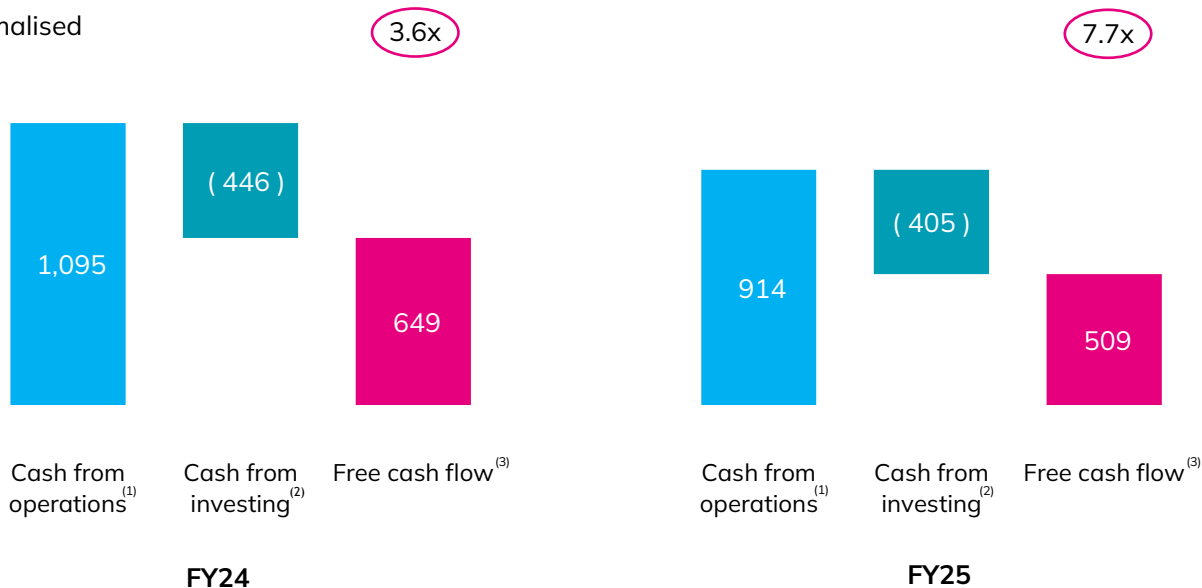 3.6x
7.7x
( 446 )
( 405 )
1,095
914
649
509
Cash from
operations(1)
Cash from
investing(2)
Free cash flow(3)
Cash from
operations(1)
Cash from
investing(2)
Free cash flow(3)
FY24
FY25